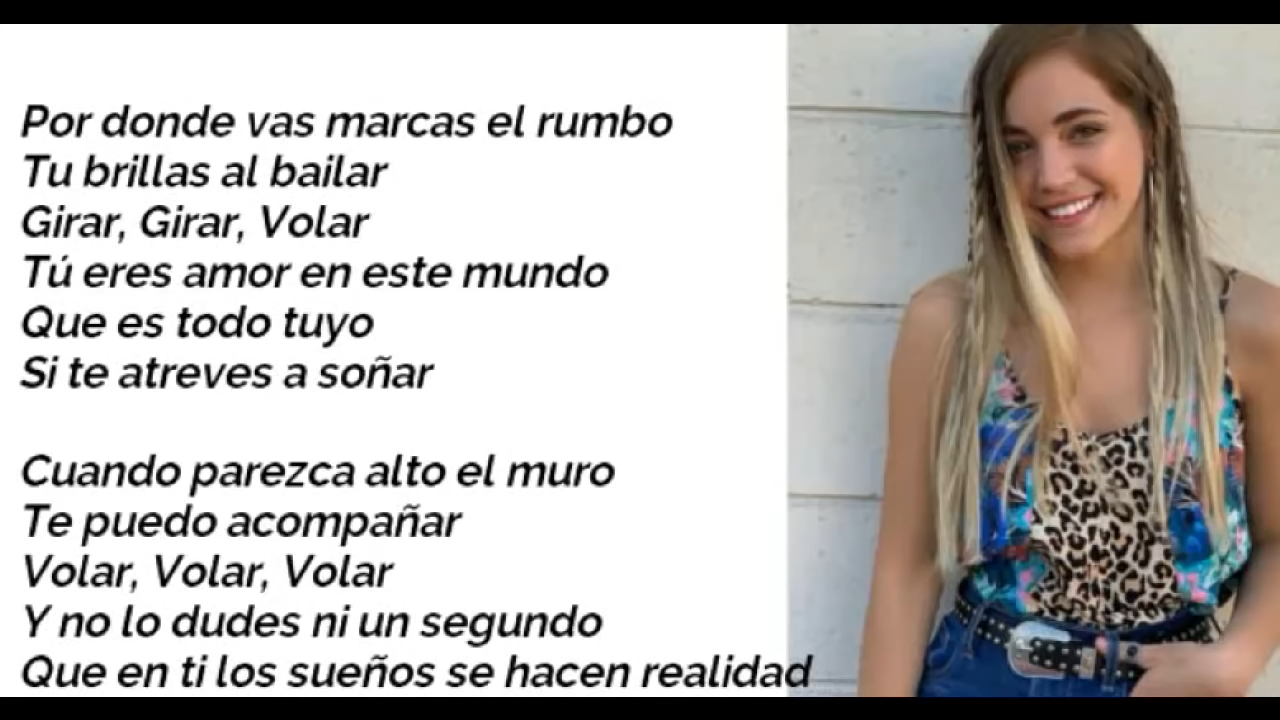 Por donde vas marcas el rumbo
Tu brillas al bailar
Girar, Girar, Volar
Tú eres amor en este mundo
Que es todo tuyo
Si te atreves a soñar
Cuando parezca alto el muro
Te puedo acompañar
Volar, Volar, Volar
Y no lo dudes ni un segundo
Que en ti los sueños se hacen realidad